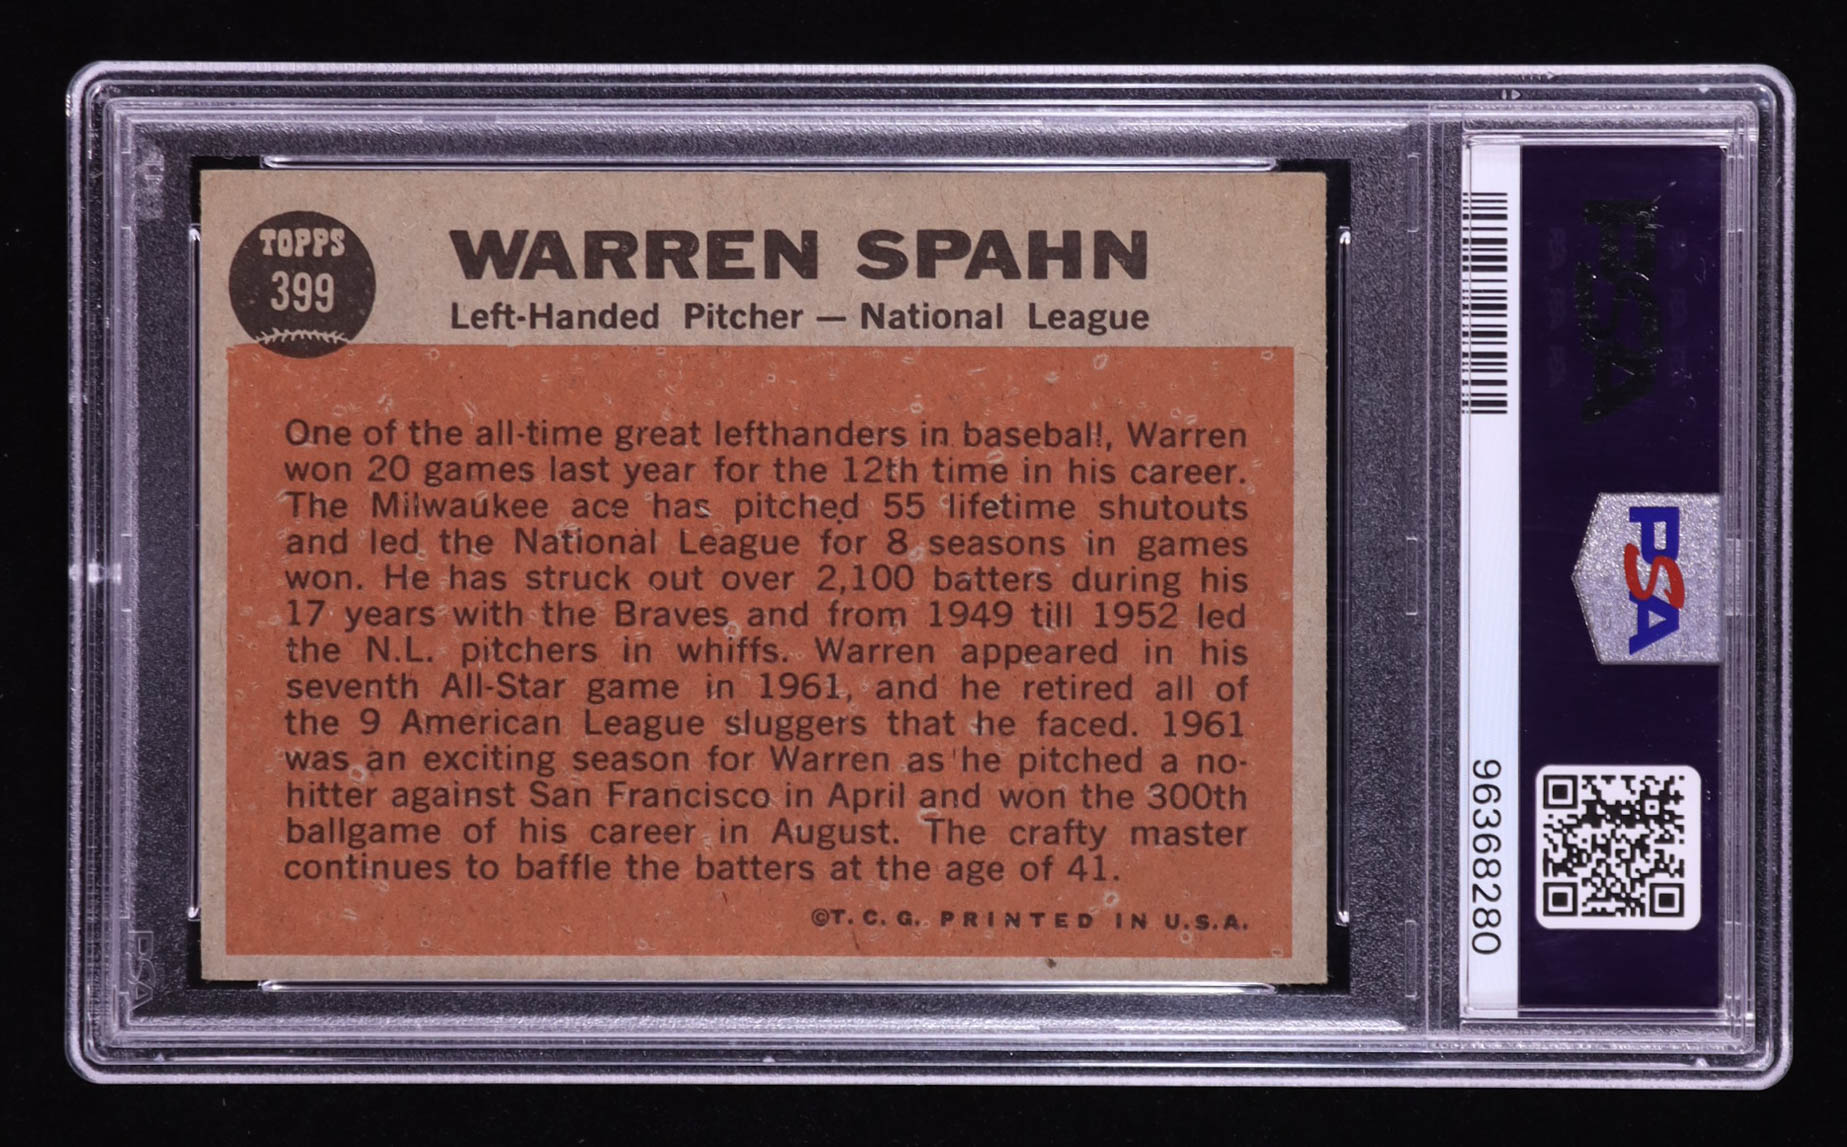 TOPPS
399
WARREN SPAHN
Left-Handed Pitcher — National League
One of the all-time great lefthanders in baseball, Warren
won 20 games last year for the 12th time in his career.
The Milwaukee ace has pitched 55 lifetime shutouts
and led the National League for 8 seasons in games
won. He has struck out over 2,100 batters during his
17 years with the Braves and from 1949 till 1952 led
the N.L. pitchers in whiffs. Warren appeared in his
seventh All-Star game in 1961, and he retired all of
the 9 American League sluggers that he faced. 1961
was an exciting season for Warren as he pitched a no-
hitter against San Francisco in April and won the 300th
ballgame of his career in August. The crafty master
continues to baffle the batters at the age of 41.
©T. C. G. PRINTED IN U.S.A.
PSA
PSA
96368280
PSA